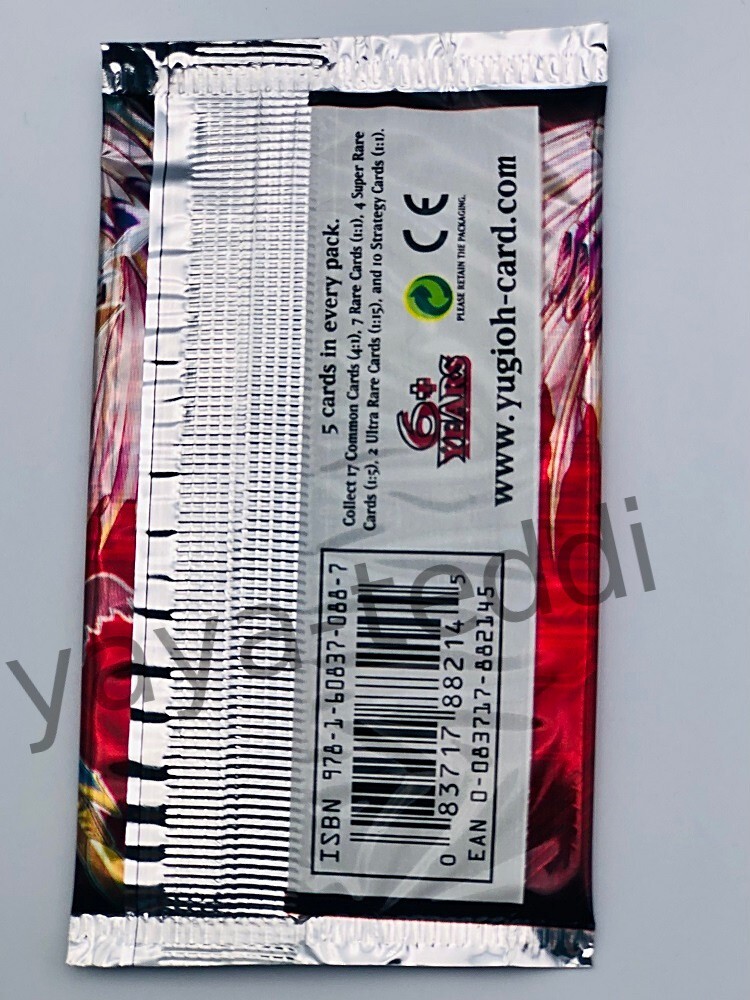 5 cards in every pack.
Collect 17 Common Cards (4:1), 7 Rare Cards (1:1), 4 Super Rare
Cards (1:5), 2 Ultra Rare Cards (1:15), and 10 Strategy Cards (1:1).
6+
YEARS
CE
PLEASE RETAIN THE PACKAGING.
www.yugioh-card.com
ISBN 978-1-60837-088-7
0 83717 88214 5
EAN 0-083717-882145
yaya-teddi